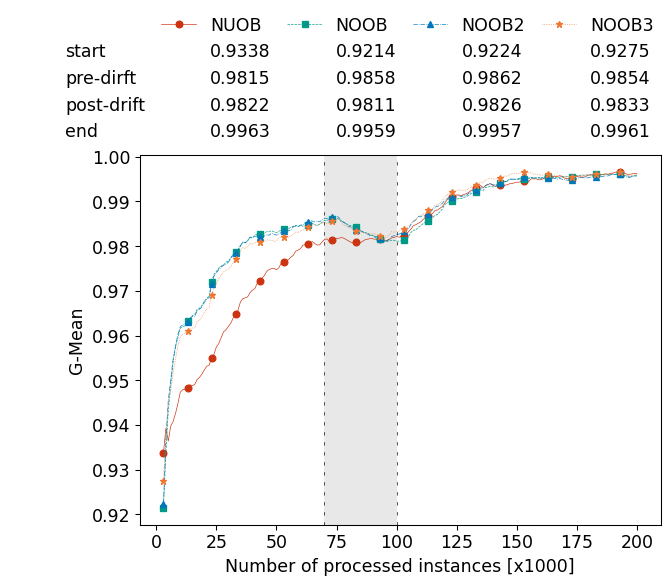 NUOB NOOB NOOB2 NOOB3
start 0.9338 0.9214 0.9224 0.9275
pre-dirft 0.9815 0.9858 0.9862 0.9854
post-drift 0.9822 0.9811 0.9826 0.9833
end 0.9963 0.9959 0.9957 0.9961
1.00
0.99
0.98
0.97
0.96
0.95
0.94
0.93
0.92
G-Mean
0 25 50 75 100 125 150 175 200
Number of processed instances [x1000]